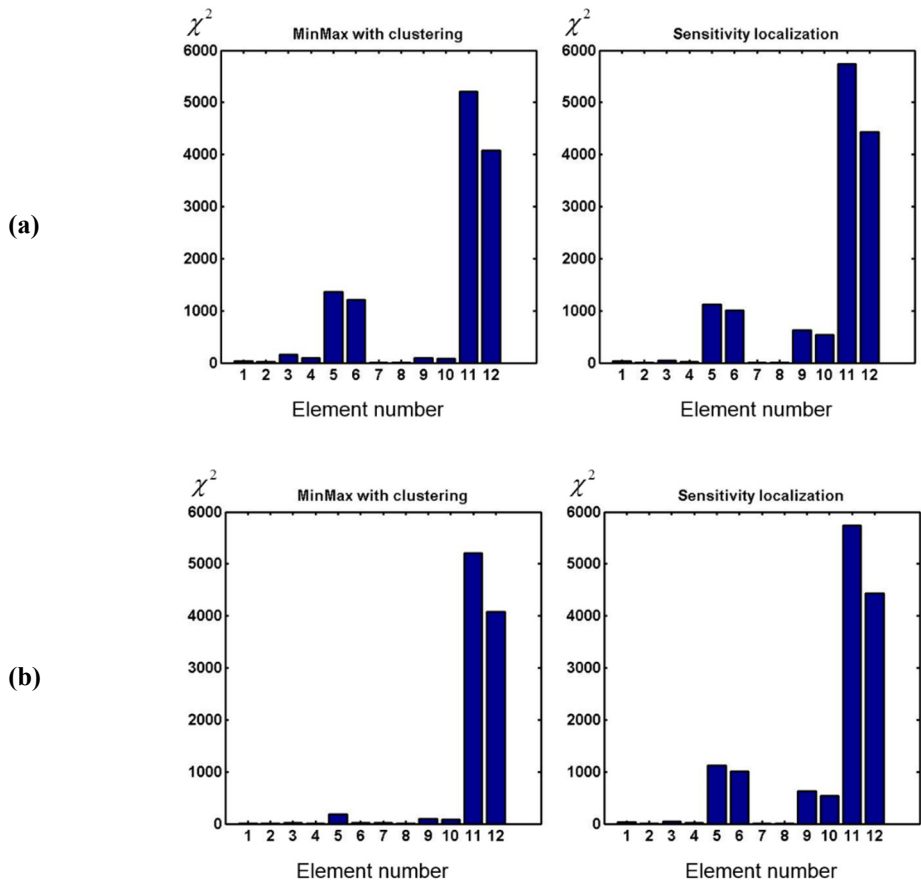 χ²
MinMax with clustering
6000
5000
4000
3000
2000
1000
0
1 2 3 4 5 6 7 8 9 10 11 12
Element number
χ²
Sensitivity localization
6000
5000
4000
3000
2000
1000
0
1 2 3 4 5 6 7 8 9 10 11 12
Element number
(a)
χ²
MinMax with clustering
6000
5000
4000
3000
2000
1000
0
1 2 3 4 5 6 7 8 9 10 11 12
Element number
χ²
Sensitivity localization
6000
5000
4000
3000
2000
1000
0
1 2 3 4 5 6 7 8 9 10 11 12
Element number
(b)